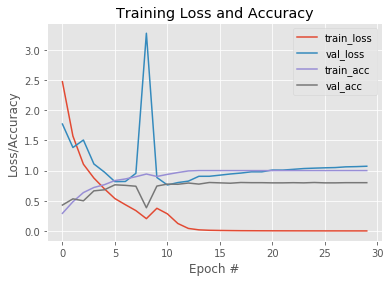 Training Loss and Accuracy
train_loss
val_loss
train_acc
val_acc
3.0
2.5
2.0
1.5
1.0
0.5
0.0
Loss/Accuracy
0
5
10
15
20
25
30
Epoch #